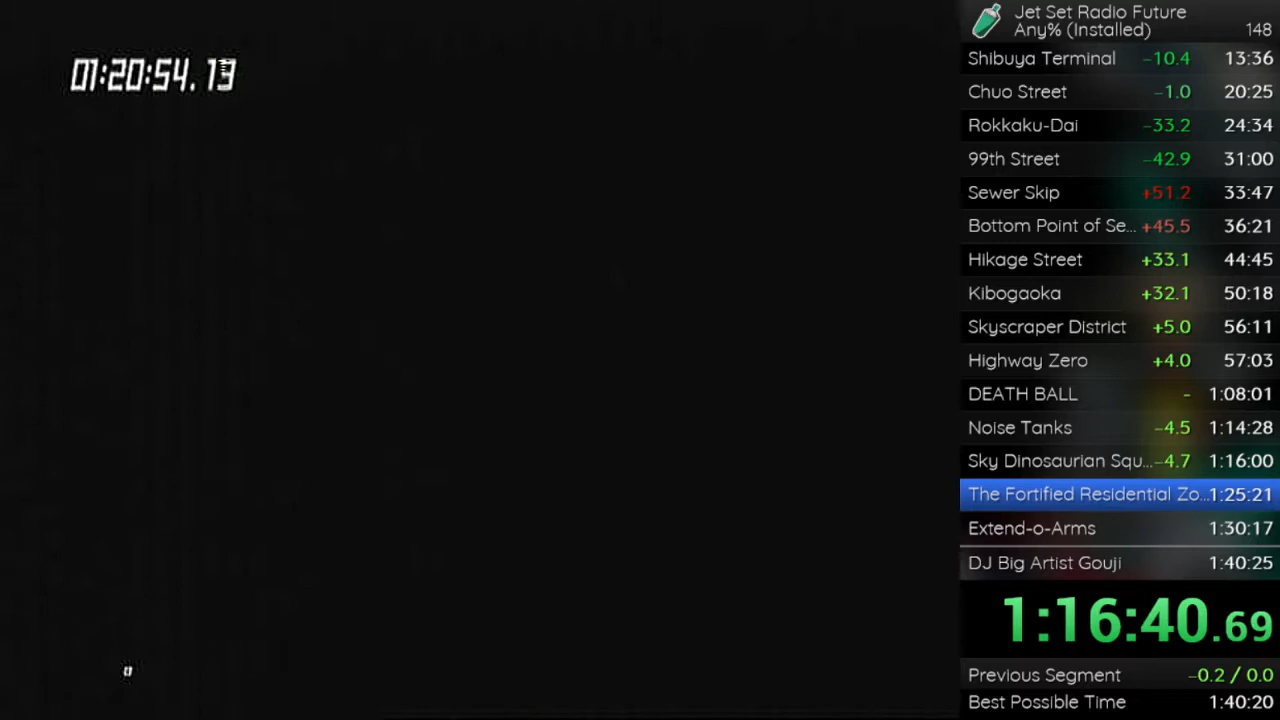 01:20:54.13
Jet Set Radio Future
Any% (Installed) 148
Shibuya Terminal -10.4 13:36
Chuo Street -1.0 20:25
Rokkaku-Dai -33.2 24:34
99th Street -42.9 31:00
Sewer Skip +51.2 33:47
Bottom Point of Se... +45.5 36:21
Hikage Street +33.1 44:45
Kibogaoka +32.1 50:18
Skyscraper District +5.0 56:11
Highway Zero +4.0 57:03
DEATH BALL - 1:08:01
Noise Tanks -4.5 1:14:28
Sky Dinosaurian Squ... -4.7 1:16:00
The Fortified Residential Zo... 1:25:21
Extend-o-Arms 1:30:17
DJ Big Artist Gouji 1:40:25
1:16:40.69
Previous Segment -0.2 / 0.0
Best Possible Time 1:40:20